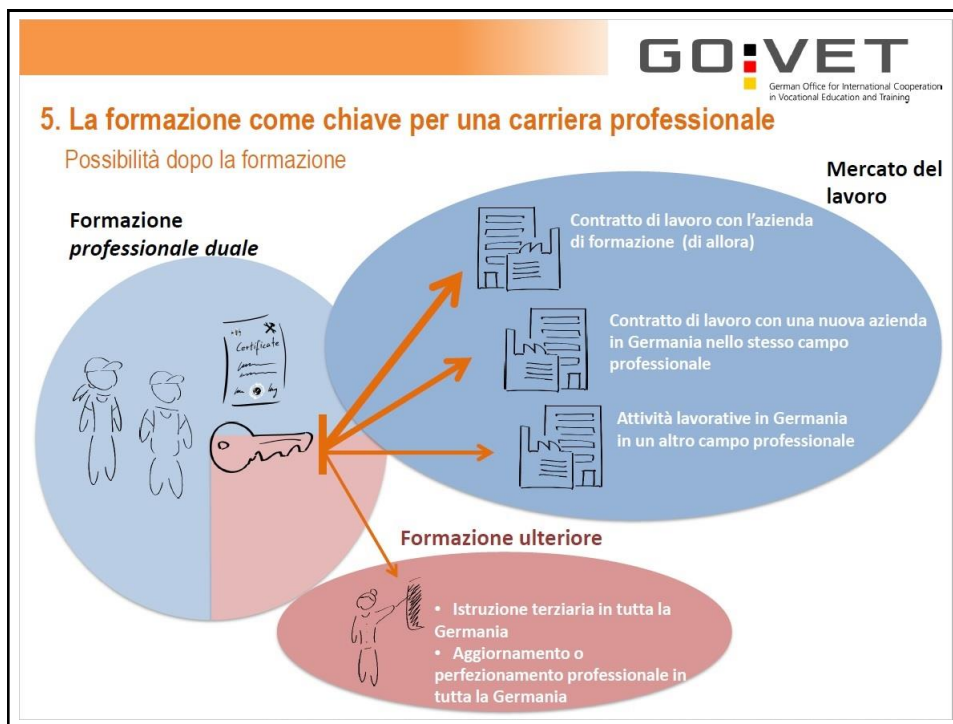 GO:VET
German Office for International Cooperation
in Vocational Education and Training
5. La formazione come chiave per una carriera professionale
Possibilità dopo la formazione
Mercato del
lavoro
Formazione
professionale duale
Contratto di lavoro con l’azienda
di formazione (di allora)
Certificate
Contratto di lavoro con una nuova azienda
in Germania nello stesso campo
professionale
Attività lavorative in Germania
in un altro campo professionale
Formazione ulteriore
• Istruzione terziaria in tutta la
Germania
• Aggiornamento o
perfezionamento professionale in
tutta la Germania